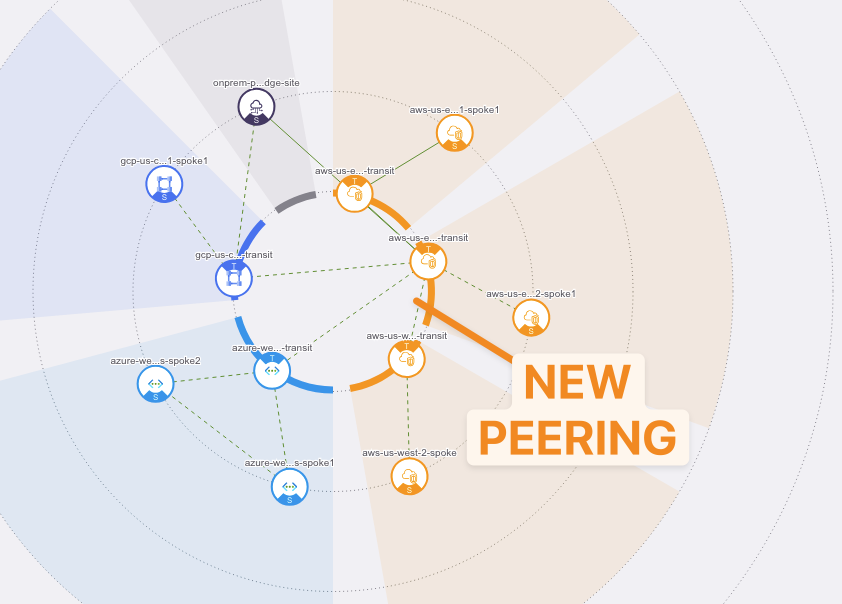 onprem-p...dge-site
S
aws-us-e...1-spoke1
S
gcp-us-c...1-spoke1
S
aws-us-e...-transit
T
aws-us-e...-transit
T
gcp-us-c...-transit
T
aws-us-e...2-spoke1
S
aws-us-w...-transit
T
azure-we...-transit
T
azure-we...s-spoke2
S
NEW
PEERING
aws-us-west-2-spoke
S
azure-we...s-spoke1
S